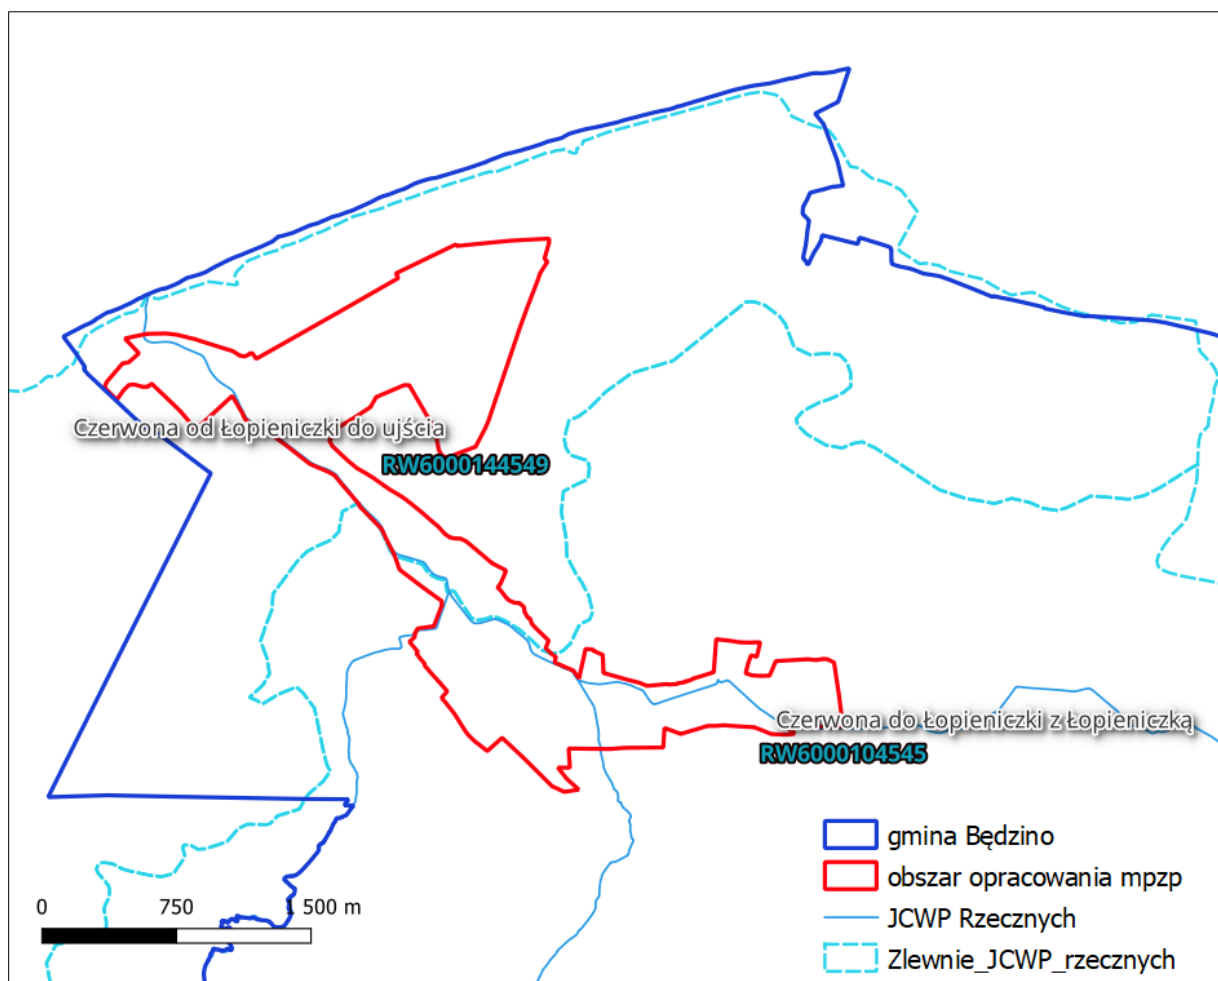 Czerwona od Łopieniczki do ujścia
RW6000144549
Czerwona do Łopieniczki z Łopieniczką
RW6000104545
gmina Będzino
obszar opracowania mpzp
JCWP Rzecznych
Zlewnie_JCWP_rzecznych
0 750 1 500 m